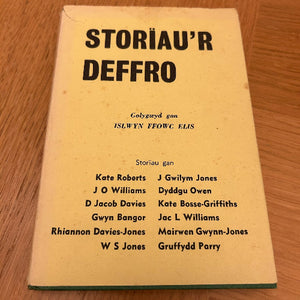 STORÏAU'R
DEFFRO
Golygwyd gan
ISLWYN FFOWC ELIS
Storiau gan
Kate Roberts J Gwilym Jones
J O Williams Dyddgu Owen
D Jacob Davies Kate Bosse-Griffiths
Gwyn Bangor Jac L Williams
Rhiannon Davies-Jones Mairwen Gwynn-Jones
W S Jones Gruffydd Parry